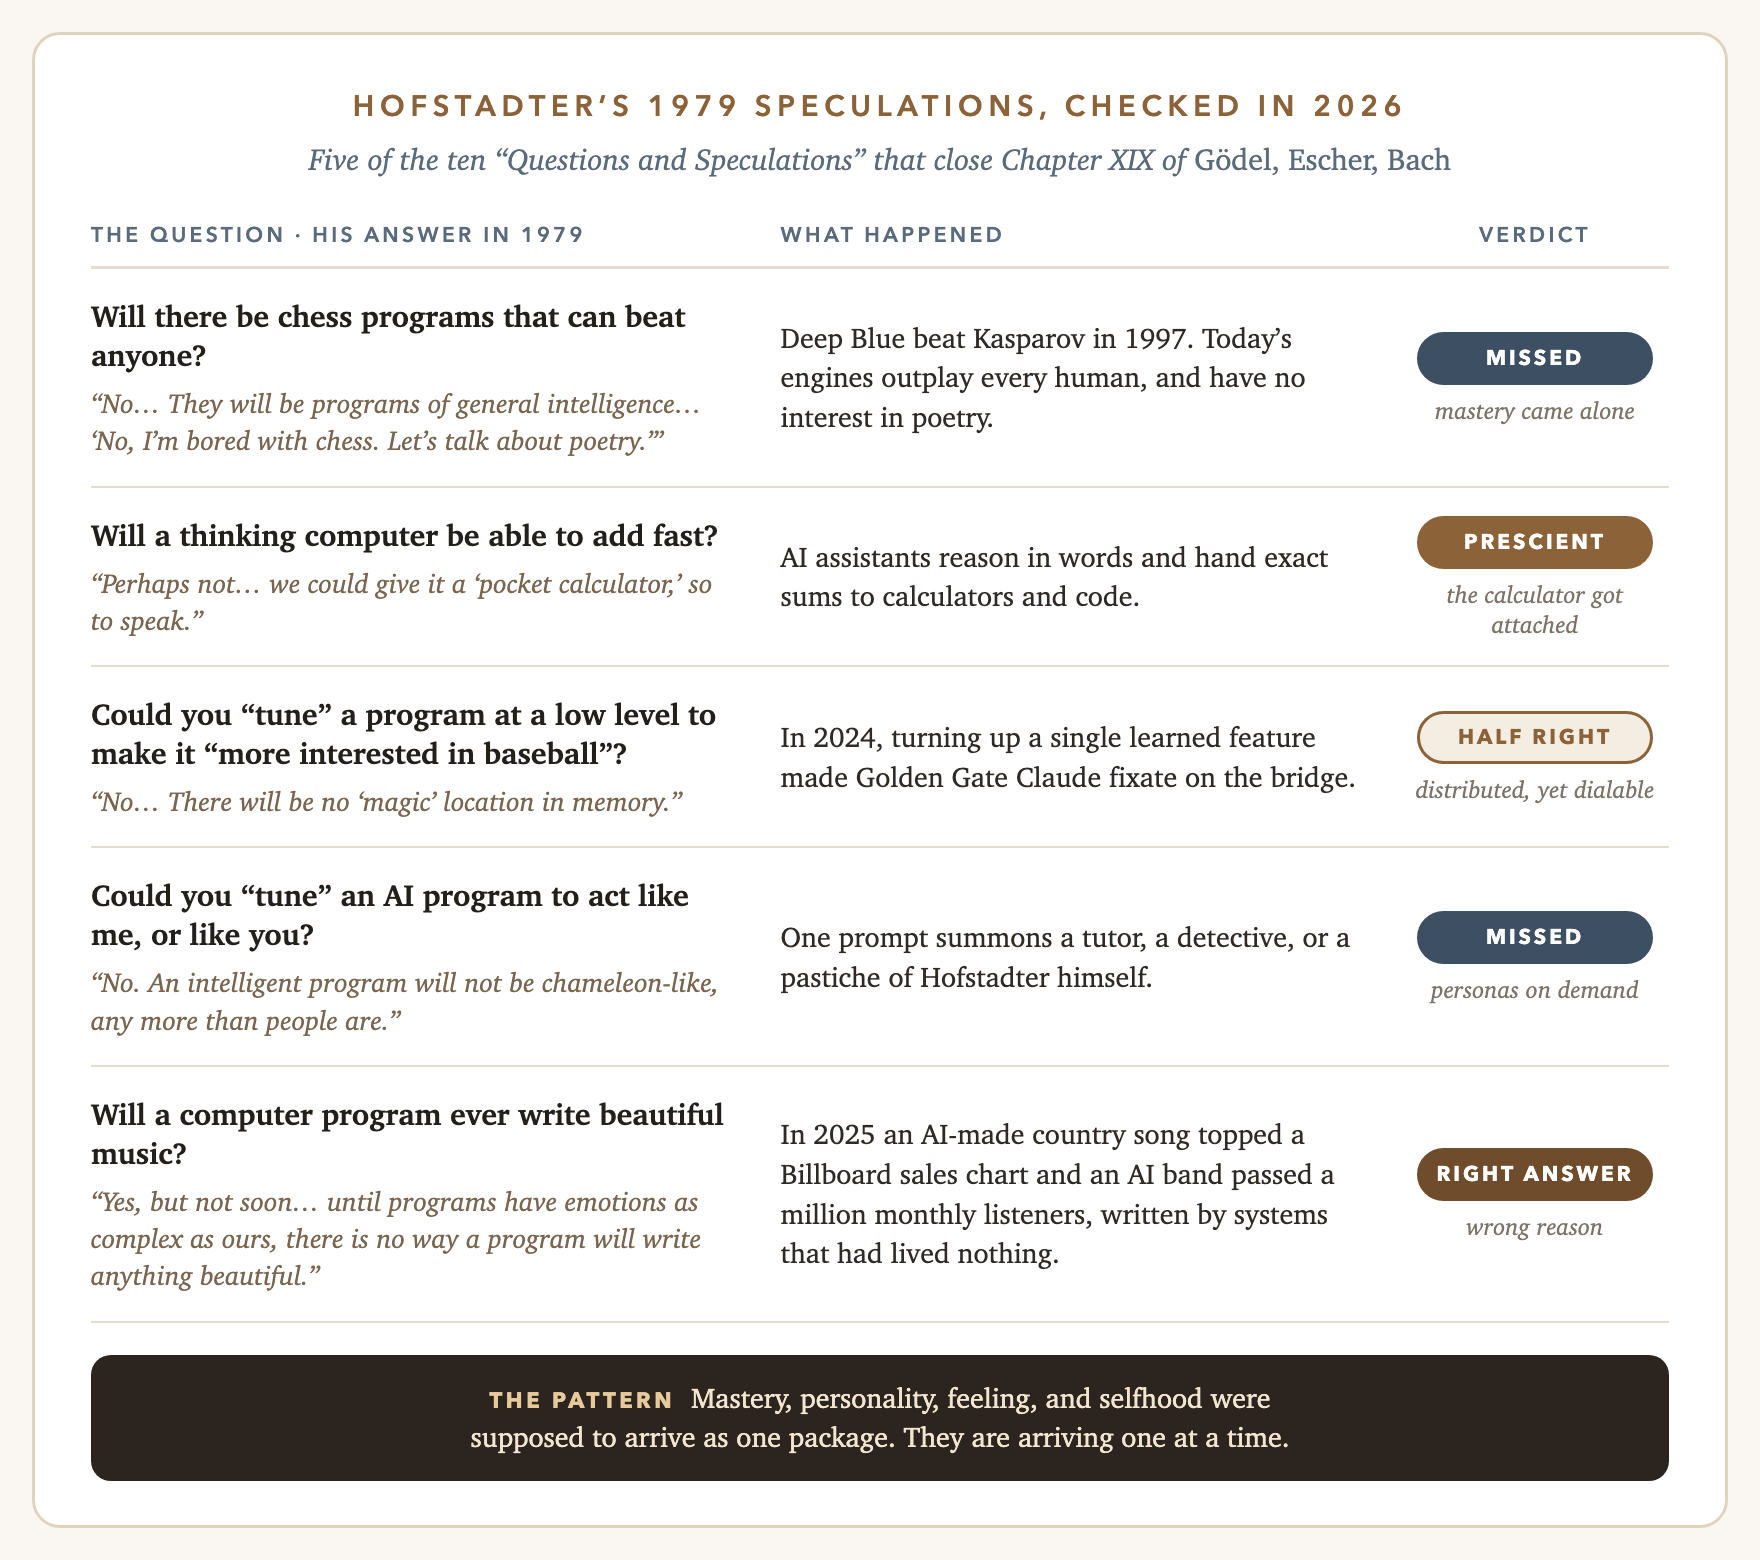 HOFSTADTER’S 1979 SPECULATIONS, CHECKED IN 2026
Five of the ten “Questions and Speculations” that close Chapter XIX of Gödel, Escher, Bach
THE QUESTION · HIS ANSWER IN 1979
WHAT HAPPENED
VERDICT
Will there be chess programs that can beat
anyone?
“No… They will be programs of general intelligence…
‘No, I’m bored with chess. Let’s talk about poetry.’”
Deep Blue beat Kasparov in 1997. Today’s
engines outplay every human, and have no
interest in poetry.
MISSED
mastery came alone
Will a thinking computer be able to add fast?
“Perhaps not… we could give it a ‘pocket calculator,’ so
to speak.”
AI assistants reason in words and hand exact
sums to calculators and code.
PRESCIENT
the calculator got
attached
Could you “tune” a program at a low level to
make it “more interested in baseball”?
“No… There will be no ‘magic’ location in memory.”
In 2024, turning up a single learned feature
made Golden Gate Claude fixate on the bridge.
HALF RIGHT
distributed, yet dialable
Could you “tune” an AI program to act like
me, or like you?
“No. An intelligent program will not be chameleon-like,
any more than people are.”
One prompt summons a tutor, a detective, or a
pastiche of Hofstadter himself.
MISSED
personas on demand
Will a computer program ever write beautiful
music?
“Yes, but not soon… until programs have emotions as
complex as ours, there is no way a program will write
anything beautiful.”
In 2025 an AI-made country song topped a
Billboard sales chart and an AI band passed a
million monthly listeners, written by systems
that had lived nothing.
RIGHT ANSWER
wrong reason
THE PATTERN Mastery, personality, feeling, and selfhood were
supposed to arrive as one package. They are arriving one at a time.